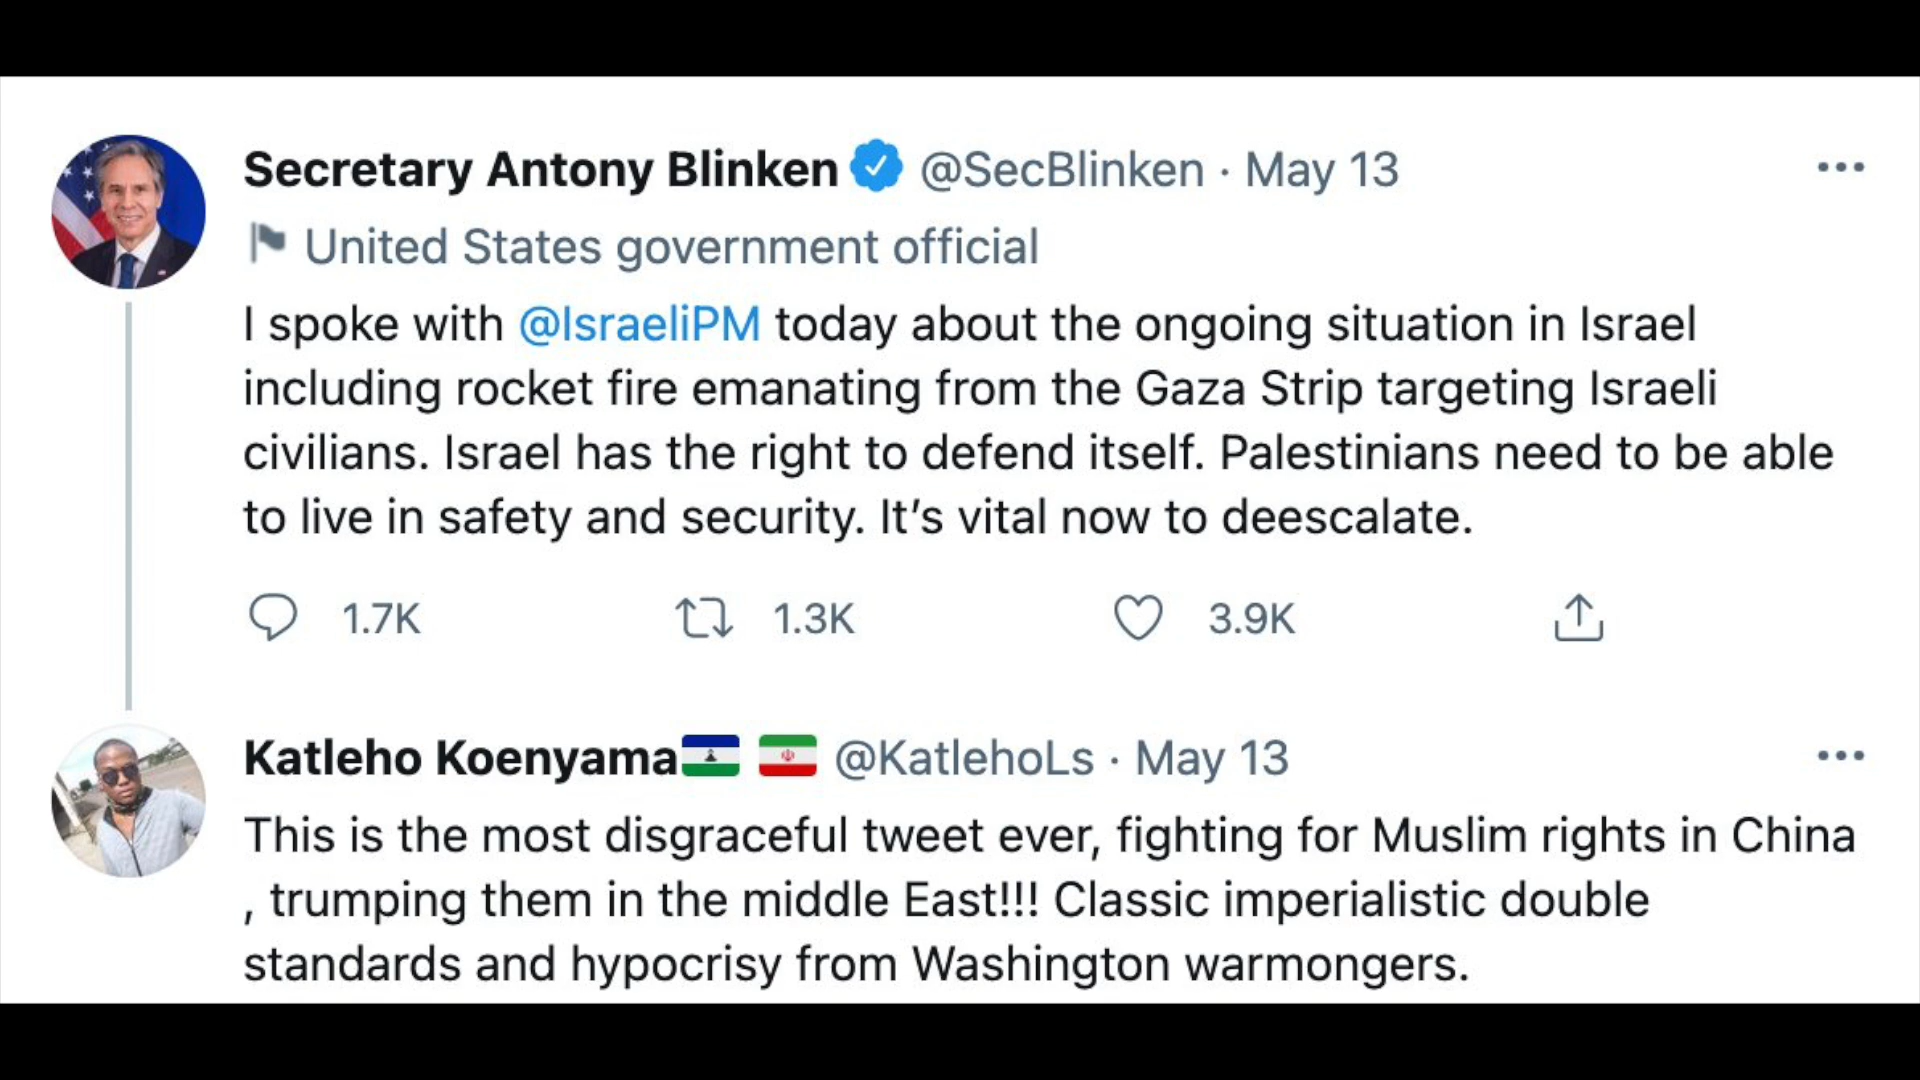 Secretary Antony Blinken @SecBlinken · May 13
United States government official
I spoke with @IsraeliPM today about the ongoing situation in Israel
including rocket fire emanating from the Gaza Strip targeting Israeli
civilians. Israel has the right to defend itself. Palestinians need to be able
to live in safety and security. It's vital now to deescalate.
1.7K 1.3K 3.9K
Katleho Koenyama @KatlehoLs · May 13
This is the most disgraceful tweet ever, fighting for Muslim rights in China
, trumping them in the middle East!!! Classic imperialistic double
standards and hypocrisy from Washington warmongers.